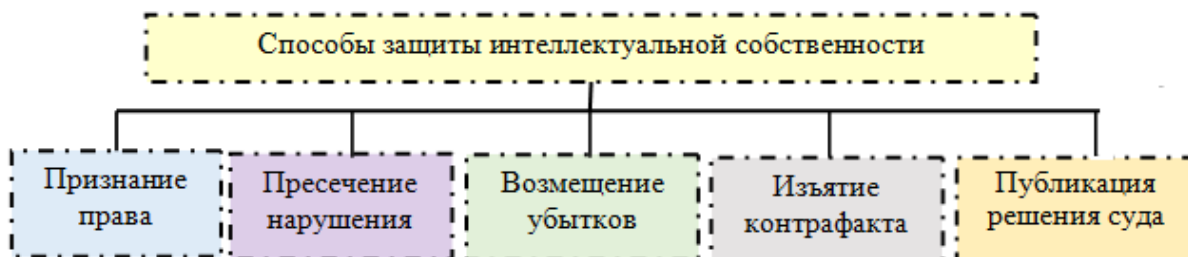 Способы защиты интеллектуальной собственности
Признание
права
Пресечение
нарушения
Возмещение
убытков
Изъятие
контрафакта
Публикация
решения суда